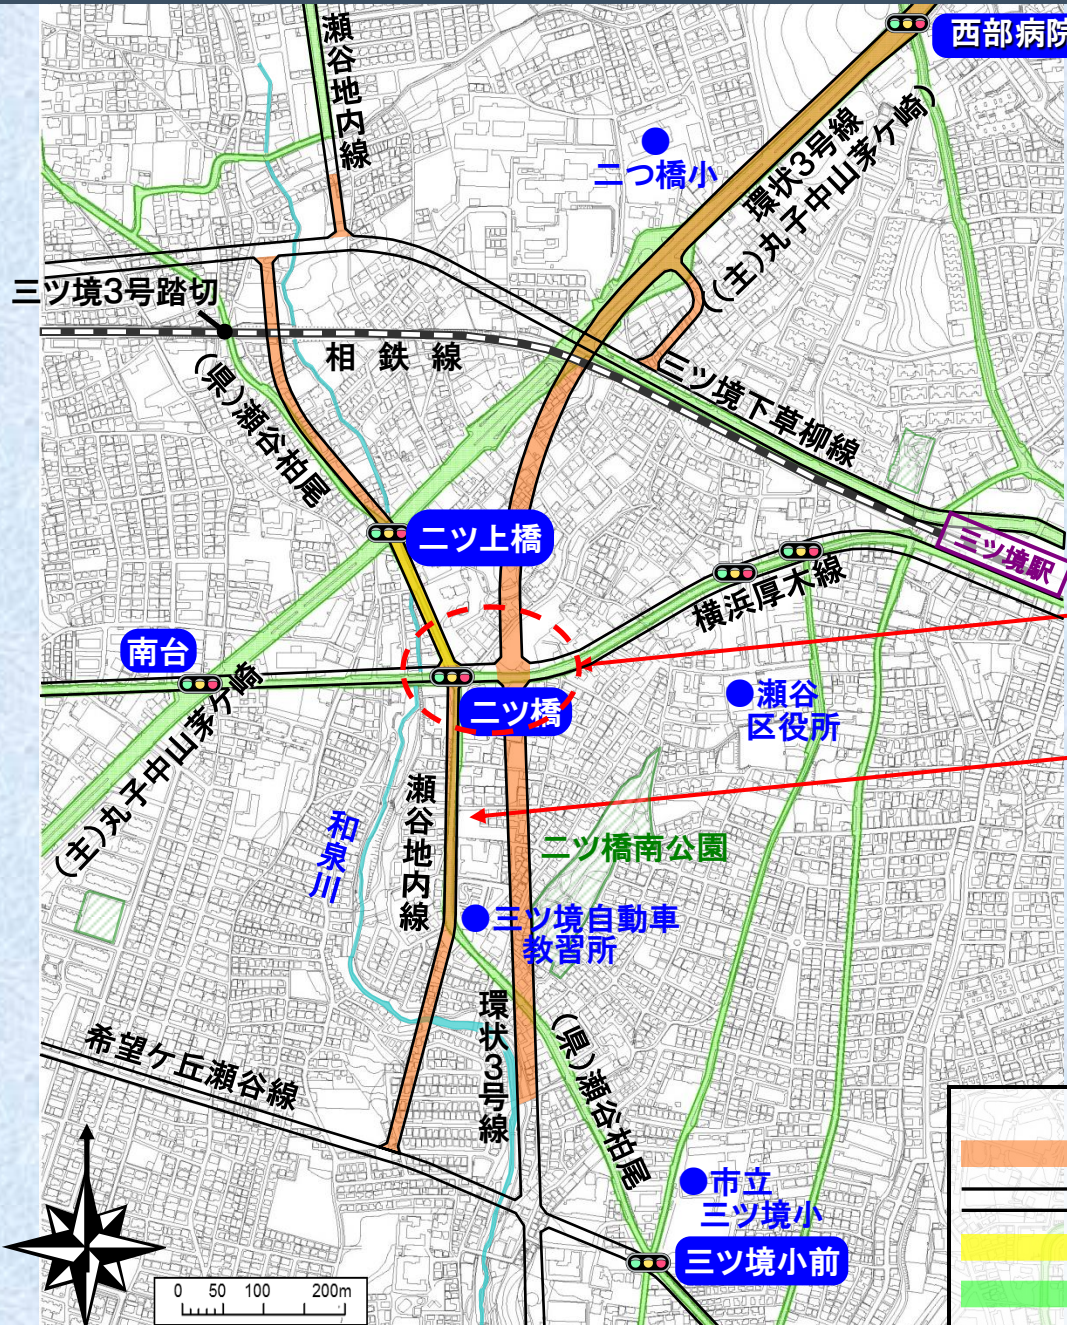 西部病院
瀬谷地内線
二つ橋小
環状3号線
((主)丸子中山茅ケ崎)
三ツ境3号踏切
相鉄線
(県)瀬谷柏尾
三ツ境下草柳線
二ツ上橋
三ツ境駅
横浜厚木線
南台
二ツ橋
瀬谷
区役所
(主)丸子中山茅ケ崎
瀬谷地内線
和泉川
二ツ橋南公園
三ツ境自動車
教習所
環状3号線
(県)瀬谷柏尾
希望ケ丘瀬谷線
市立
三ツ境小
三ツ境小前
0 50 100 200m